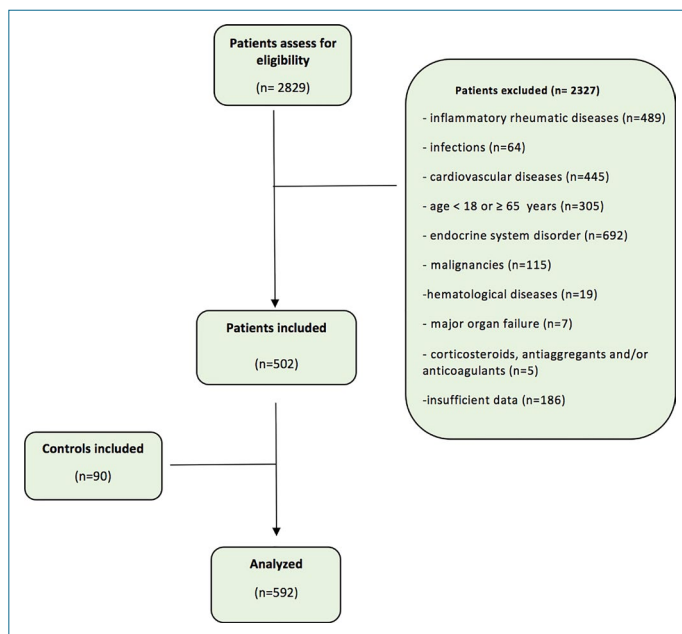 Patients assess for
eligibility
(n= 2829)
Patients excluded (n= 2327)
- inflammatory rheumatic diseases (n=489)
- infections (n=64)
- cardiovascular diseases (n=445)
- age < 18 or ≥ 65 years (n=305)
- endocrine system disorder (n=692)
- malignancies (n=115)
-hematological diseases (n=19)
- major organ failure (n=7)
- corticosteroids, antiaggregants and/or
anticoagulants (n=5)
-insufficient data (n=186)
Patients included
(n=502)
Controls included
(n=90)
Analyzed
(n=592)